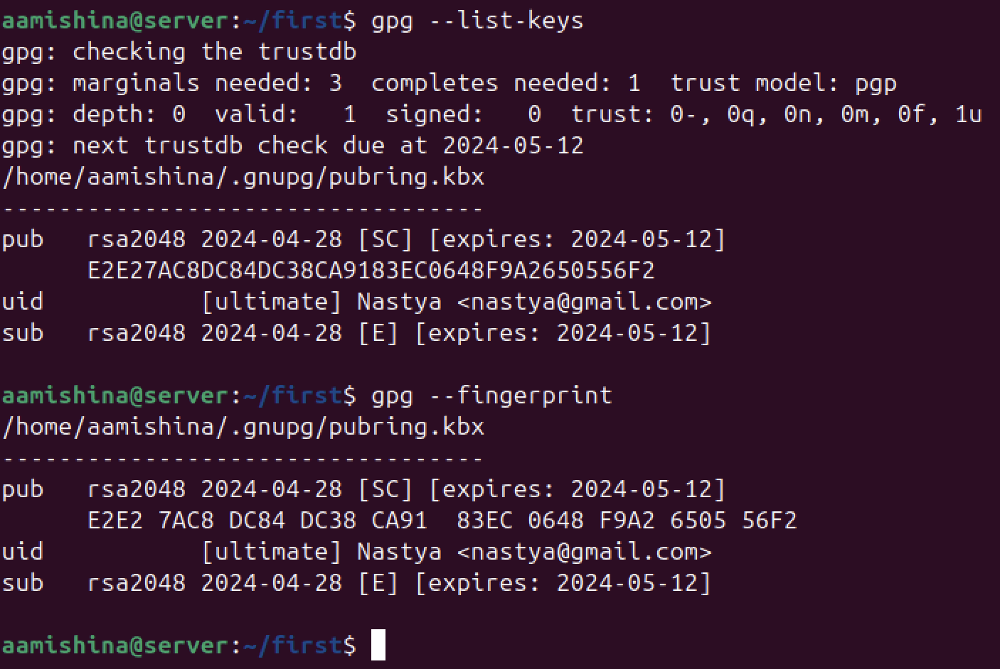 aamishina@server:~/first$ gpg --list-keys
gpg: checking the trustdb
gpg: marginals needed: 3  completes needed: 1  trust model: pgp
gpg: depth: 0  valid:   1  signed:   0  trust: 0-, 0q, 0n, 0m, 0f, 1u
gpg: next trustdb check due at 2024-05-12
/home/aamishina/.gnupg/pubring.kbx
----------------------------------
pub   rsa2048 2024-04-28 [SC] [expires: 2024-05-12]
      E2E27AC8DC84DC38CA9183EC0648F9A2650556F2
uid           [ultimate] Nastya <nastya@gmail.com>
sub   rsa2048 2024-04-28 [E] [expires: 2024-05-12]

aamishina@server:~/first$ gpg --fingerprint
/home/aamishina/.gnupg/pubring.kbx
----------------------------------
pub   rsa2048 2024-04-28 [SC] [expires: 2024-05-12]
      E2E2 7AC8 DC84 DC38 CA91  83EC 0648 F9A2 6505 56F2
uid           [ultimate] Nastya <nastya@gmail.com>
sub   rsa2048 2024-04-28 [E] [expires: 2024-05-12]

aamishina@server:~/first$